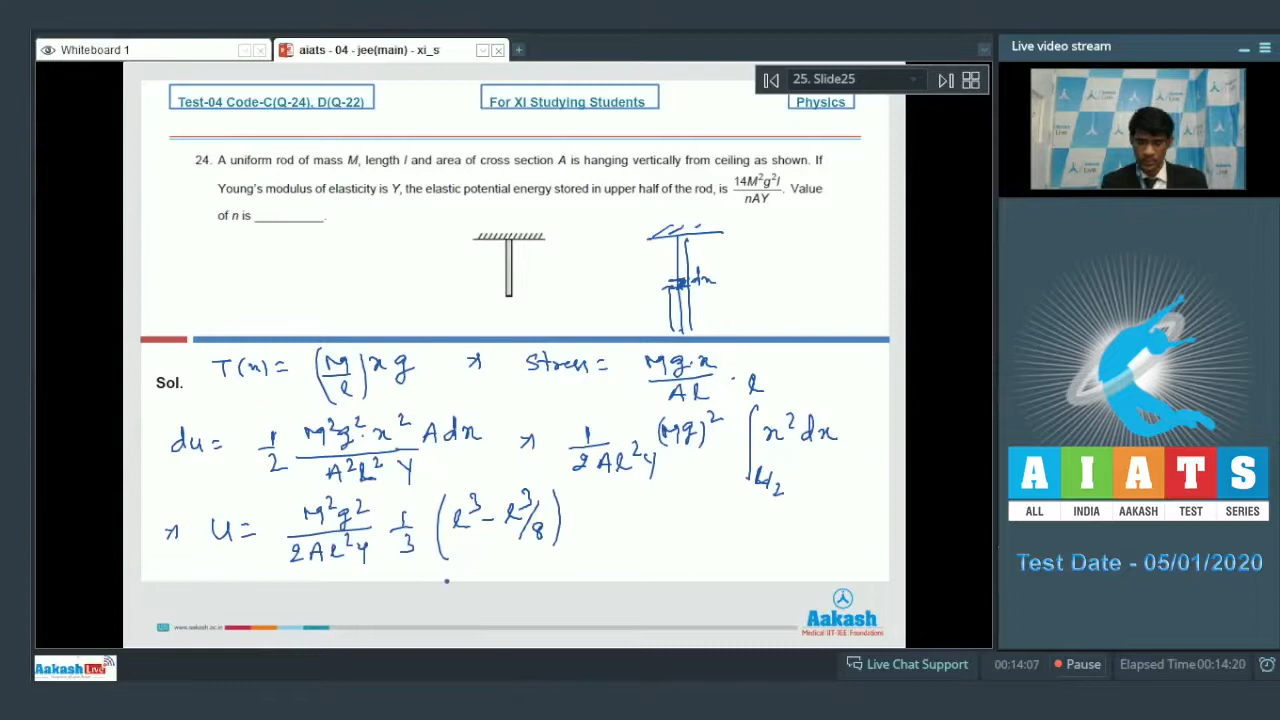 Whiteboard 1
aiats - 04 - jee(main) - xi_s
Live video stream
25. Slide25
Test-04 Code-C(Q-24), D(Q-22)
For XI Studying Students
Physics
24. A uniform rod of mass M, length l and area of cross section A is hanging vertically from ceiling as shown. If
Young's modulus of elasticity is Y, the elastic potential energy stored in upper half of the rod, is 14M²g²l / nAY. Value
of n is __________.
dx
Sol.
T(x) = (M/l) x g ⇒ Stress = Mg·x / Al
du = 1/2 M²g²·x² / A²l² Y A dx ⇒ 1 / 2Al²Y (Mg)² ∫_{l/2}^{l} x² dx
⇒ U = M²g² / 2Al²Y 1/3 (l³ – l³/8)
www.aakash.ac.in
Aakash
Medical|IIT-JEE|Foundations
AIATS
ALL INDIA AAKASH TEST SERIES
Test Date - 05/01/2020
Aakash Live
Live Chat Support
00:14:07
Pause
Elapsed Time 00:14:20